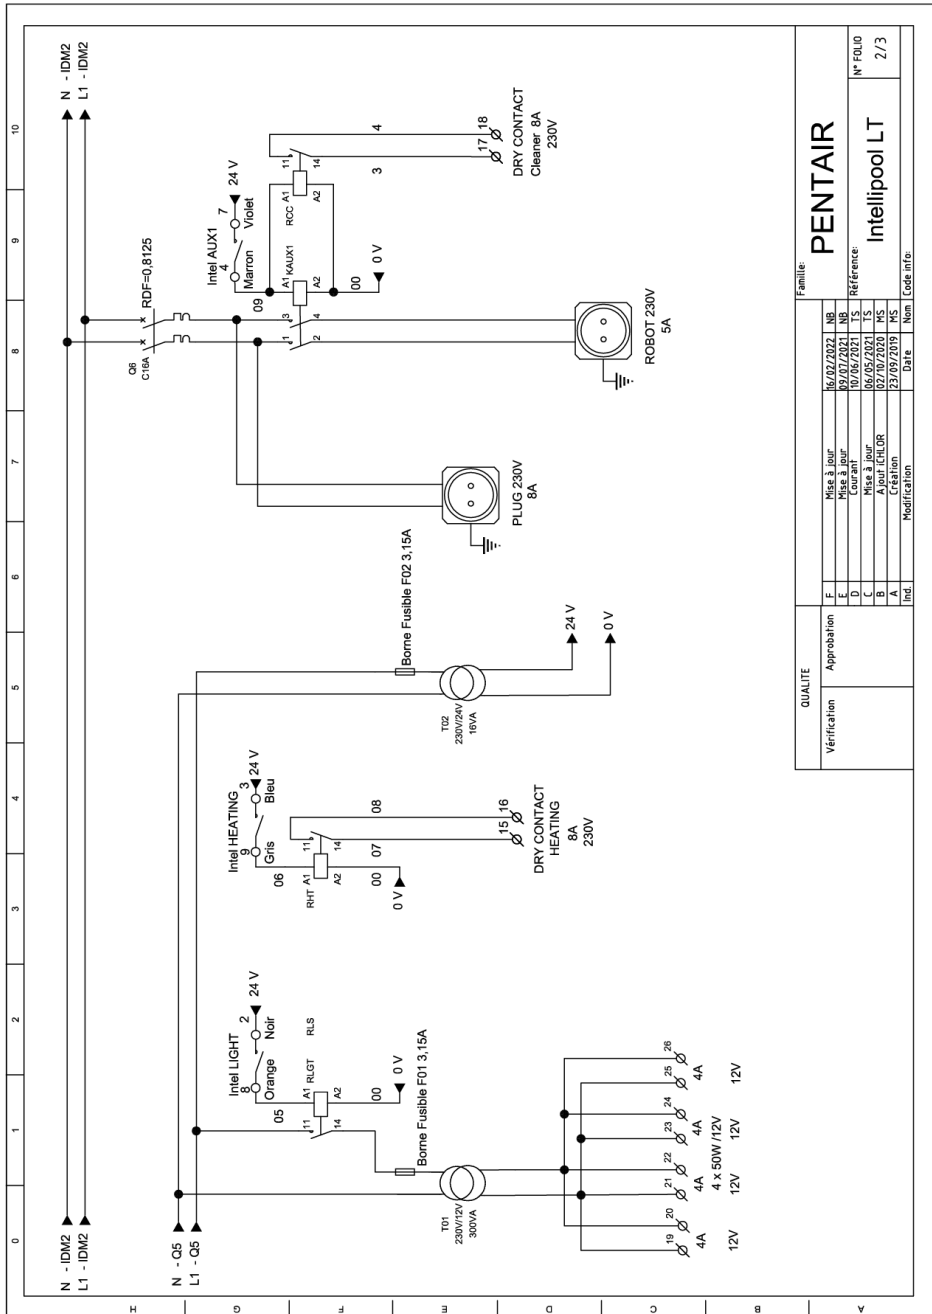 0 1 2 3 4 5 6 7 8 9 10
H
G
F
E
D
C
B
A
N - IDM2
L1 - IDM2
N - IDM2
L1 - IDM2
N - Q5
L1 - Q5
Intel LIGHT
8 2
24 V
Orange Noir
05
A1 RLGT RLS
11
14
A2
00
0 V
Borne Fusible F01 3,15A
T01
230V/12V
300VA
19 20 21 22 23 24 25 26
4A 4A 4A 4A
4 x 50W /12V
12V 12V 12V 12V
Intel HEATING
9 3
24 V
Gris Bleu
06
RHT
A1
A2
11
14
00
07
08
0 V
15 16
DRY CONTACT
HEATING
8A
230V
Borne Fusible F02 3,15A
T02
230V/24V
16VA
24 V
0 V
PLUG 230V
8A
Q6
C16A
RDF=0,8125
1 3
2 4
ROBOT 230V
5A
Intel AUX1
4 7
24 V
Marron Violet
09
A1 KAUX1
A2
00
0 V
RCC
A1
A2
11
14
3
4
17 18
DRY CONTACT
Cleaner 8A
230V
QUALITE
Vérification Approbation
F Mise à jour 16/02/2022 NB
E Mise à jour 09/07/2021 NB
D Courant 10/06/2021 TS
C Mise à jour 06/05/2021 TS
B Ajout iCHLOR 02/10/2020 MS
A Création 23/09/2019 MS
Ind. Modification Date Nom
Famille:
PENTAIR
Référence:
Intellipool LT
N° FOLIO
2/3
Code info: